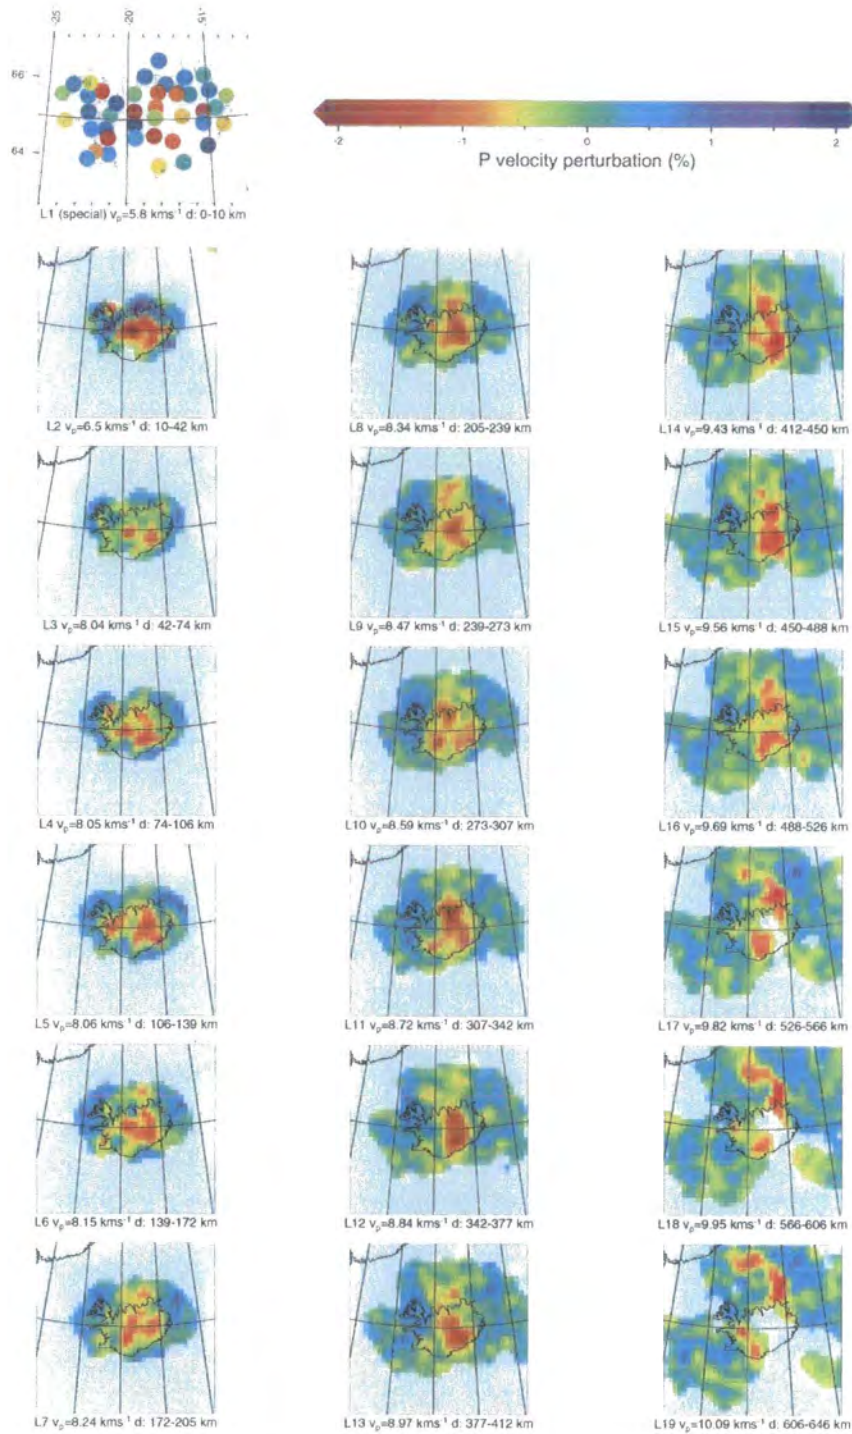 -25 -20 -15
66
64
L1 (special) vp=5.8 kms-1 d: 0-10 km
-2 -1 0 1 2
P velocity perturbation (%)
L2 vp=6.5 kms-1 d: 10-42 km
L8 vp=8.34 kms-1 d: 205-239 km
L14 vp=9.43 kms-1 d: 412-450 km
L3 vp=8.04 kms-1 d: 42-74 km
L9 vp=8.47 kms-1 d: 239-273 km
L15 vp=9.56 kms-1 d: 450-488 km
L4 vp=8.05 kms-1 d: 74-106 km
L10 vp=8.59 kms-1 d: 273-307 km
L16 vp=9.69 kms-1 d: 488-526 km
L5 vp=8.06 kms-1 d: 106-139 km
L11 vp=8.72 kms-1 d: 307-342 km
L17 vp=9.82 kms-1 d: 526-566 km
L6 vp=8.15 kms-1 d: 139-172 km
L12 vp=8.84 kms-1 d: 342-377 km
L18 vp=9.95 kms-1 d: 566-606 km
L7 vp=8.24 kms-1 d: 172-205 km
L13 vp=8.97 kms-1 d: 377-412 km
L19 vp=10.09 kms-1 d: 606-646 km